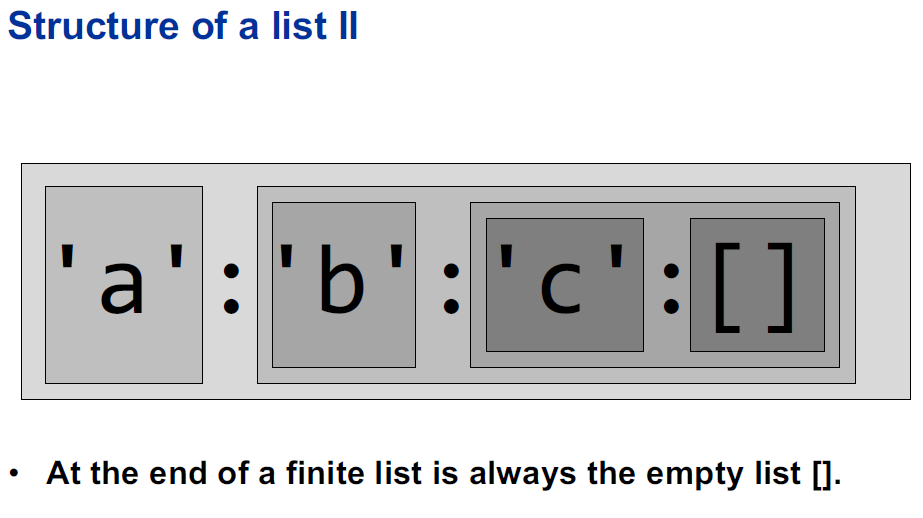 Structure of a list II
'a':'b':'c':[]
• At the end of a finite list is always the empty list [].